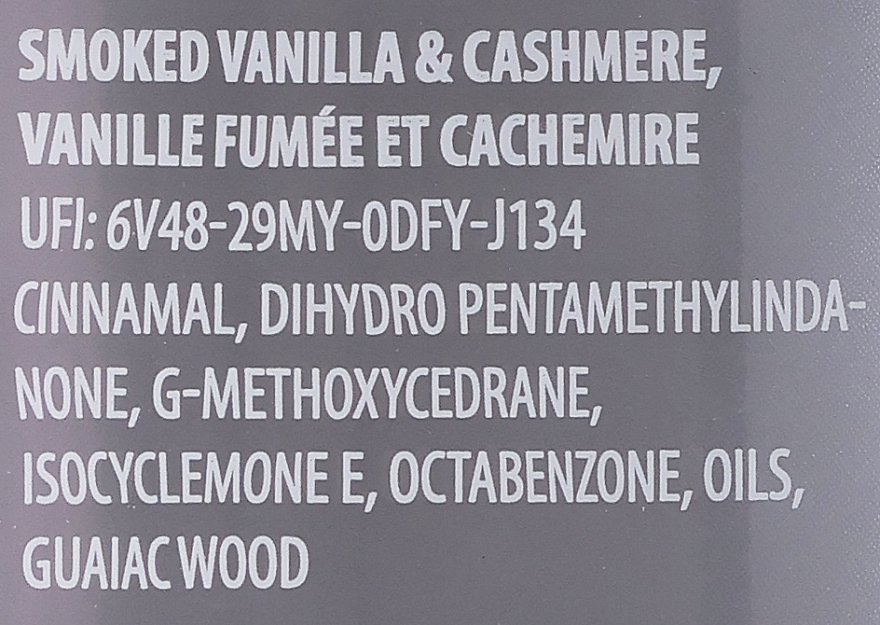 SMOKED VANILLA & CASHMERE,
VANILLE FUMÉE ET CACHEMIRE
UFI: 6V48-29MY-0DFY-J134
CINNAMAL, DIHYDRO PENTAMETHYLINDA-
NONE, G-METHOXYCEDRANE,
ISOCYCLEMONE E, OCTABENZONE, OILS,
GUAIAC WOOD